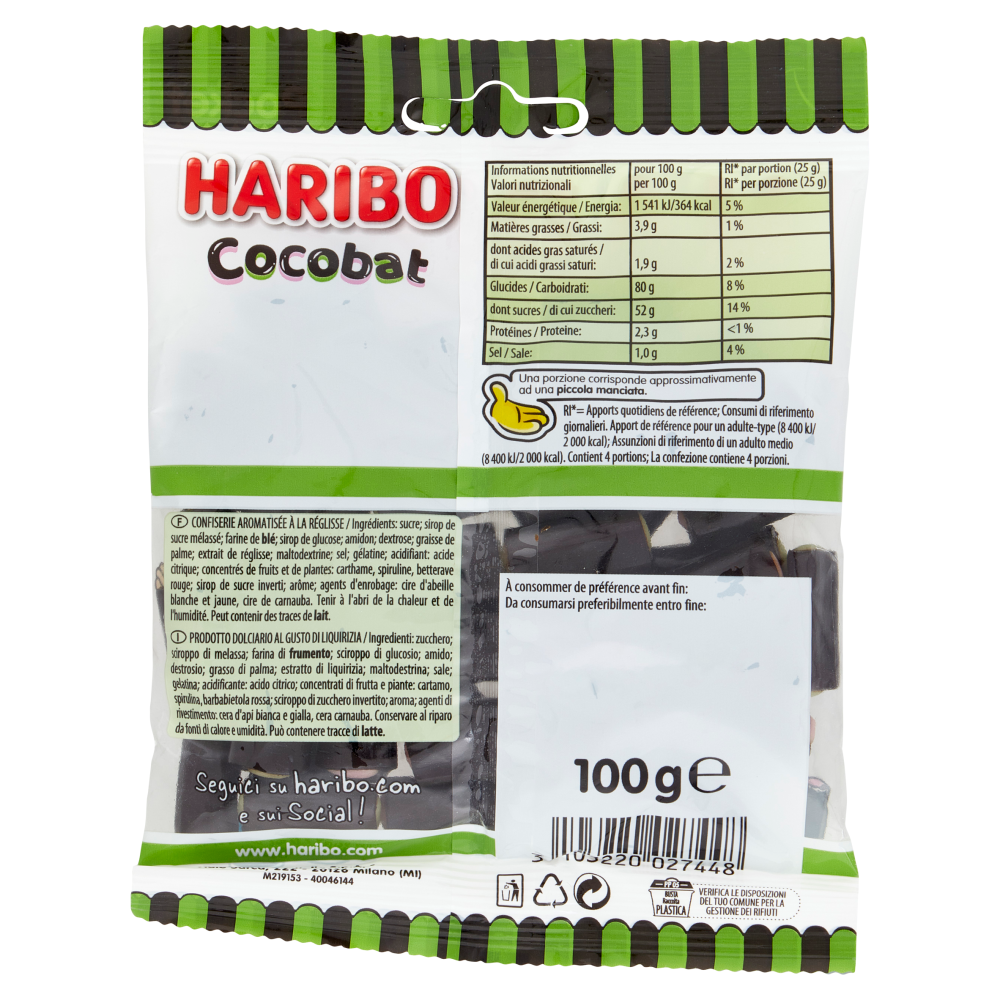 HARIBO
Cocobat
Informations nutritionnelles
Valori nutrizionali
pour 100 g
per 100 g
RI* par portion (25 g)
RI* per porzione (25 g)
Valeur énergétique / Energia: 1 541 kJ/364 kcal 5 %
Matières grasses / Grassi: 3,9 g 1 %
dont acides gras saturés /
di cui acidi grassi saturi: 1,9 g 2 %
Glucides / Carboidrati: 80 g 8 %
dont sucres / di cui zuccheri: 52 g 14 %
Protéines / Proteine: 2,3 g <1 %
Sel / Sale: 1,0 g 4 %
Una porzione corrisponde approssimativamente
ad una piccola manciata.
RI*= Apports quotidiens de référence; Consumi di riferimento
giornalieri. Apport de référence pour un adulte-type (8 400 kJ/
2 000 kcal); Assunzioni di riferimento di un adulto medio
(8 400 kJ/2 000 kcal). Contient 4 portions; La confezione contiene 4 porzioni.
F CONFISERIE AROMATISÉE À LA RÉGLISSE / Ingrédients: sucre; sirop de
sucre mélassé; farine de blé; sirop de glucose; amidon; dextrose; graisse de
palme; extrait de réglisse; maltodextrine; sel; gélatine; acidifiant: acide
citrique; concentrés de fruits et de plantes: carthame, spiruline, betterave
rouge; sirop de sucre inverti; arôme; agents d'enrobage: cire d'abeille
blanche et jaune, cire de carnauba. Tenir à l'abri de la chaleur et de
l'humidité. Peut contenir des traces de lait.
I PRODOTTO DOLCIARIO AL GUSTO DI LIQUIRIZIA / Ingredienti: zucchero;
sciroppo di melassa; farina di frumento; sciroppo di glucosio; amido;
destrosio; grasso di palma; estratto di liquirizia; maltodestrina; sale;
gelatina; acidificante: acido citrico; concentrati di frutta e piante: cartamo,
spirulina, barbabietola rossa; sciroppo di zucchero invertito; aroma; agenti di
rivestimento: cera d'api bianca e gialla, cera carnauba. Conservare al riparo
da fonti di calore e umidità. Può contenere tracce di latte.
À consommer de préférence avant fin:
Da consumarsi preferibilmente entro fine:
100 g e
3 103220 027448
Seguici su haribo.com
e sui Social!
www.haribo.com
20126 Milano (MI)
M219153 - 40046144
PP 05
BUSTA
Raccolta
PLASTICA
VERIFICA LE DISPOSIZIONI
DEL TUO COMUNE PER LA
GESTIONE DEI RIFIUTI